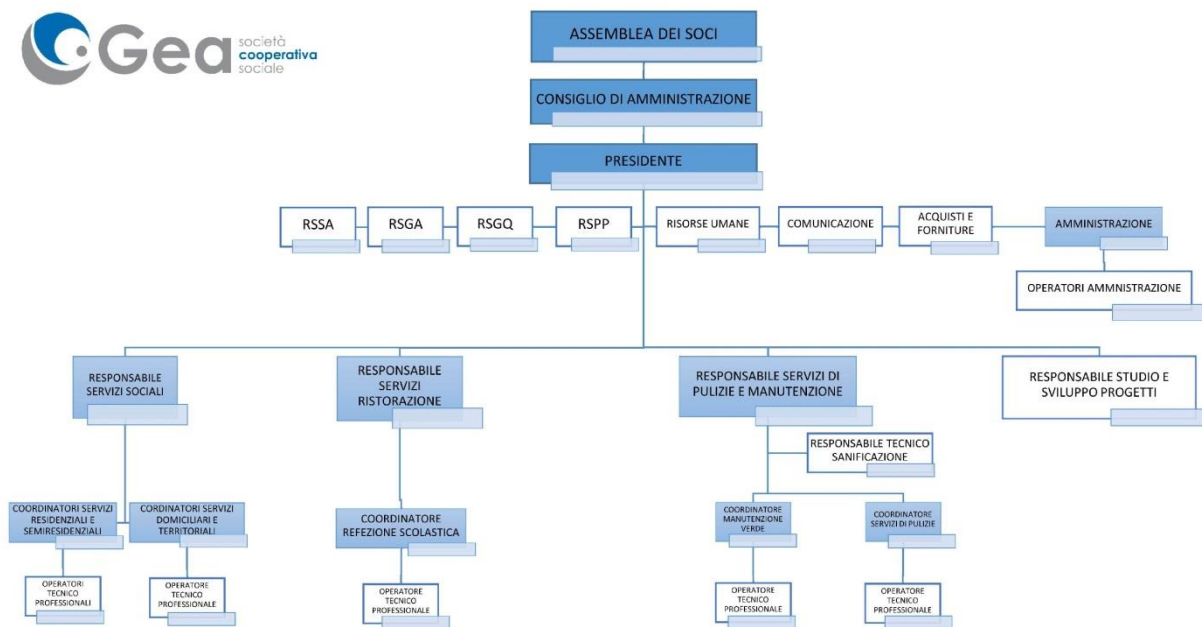 Gea
società
cooperativa
sociale
ASSEMBLEA DEI SOCI
CONSIGLIO DI AMMINISTRAZIONE
PRESIDENTE
RSSA
RSGA
RSGQ
RSPP
RISORSE UMANE
COMUNICAZIONE
ACQUISTI E
FORNITURE
AMMINISTRAZIONE
OPERATORI AMMNISTRAZIONE
RESPONSABILE
SERVIZI SOCIALI
RESPONSABILE
SERVIZI
RISTORAZIONE
RESPONSABILE SERVIZI DI
PULIZIE E MANUTENZIONE
RESPONSABILE STUDIO E
SVILUPPO PROGETTI
RESPONSABILE TECNICO
SANIFICAZIONE
COORDINATORI SERVIZI
RESIDENZIALI E
SEMIRESIDENZIALI
CORDINATORI SERVIZI
DOMICILIARI E
TERRITORIALI
COORDINATORE
REFEZIONE SCOLASTICA
COORDINATORE
MANUTENZIONE
VERDE
COORDINATORE
SERVIZI DI PULIZIE
OPERATORI
TECNICO
PROFESSIONALI
OPERATORE
TECNICO
PROFESSIONALE
OPERATORE
TECNICO
PROFESSIONALE
OPERATORE
TECNICO
PROFESSIONALE
OPERATORE
TECNICO
PROFESSIONALE